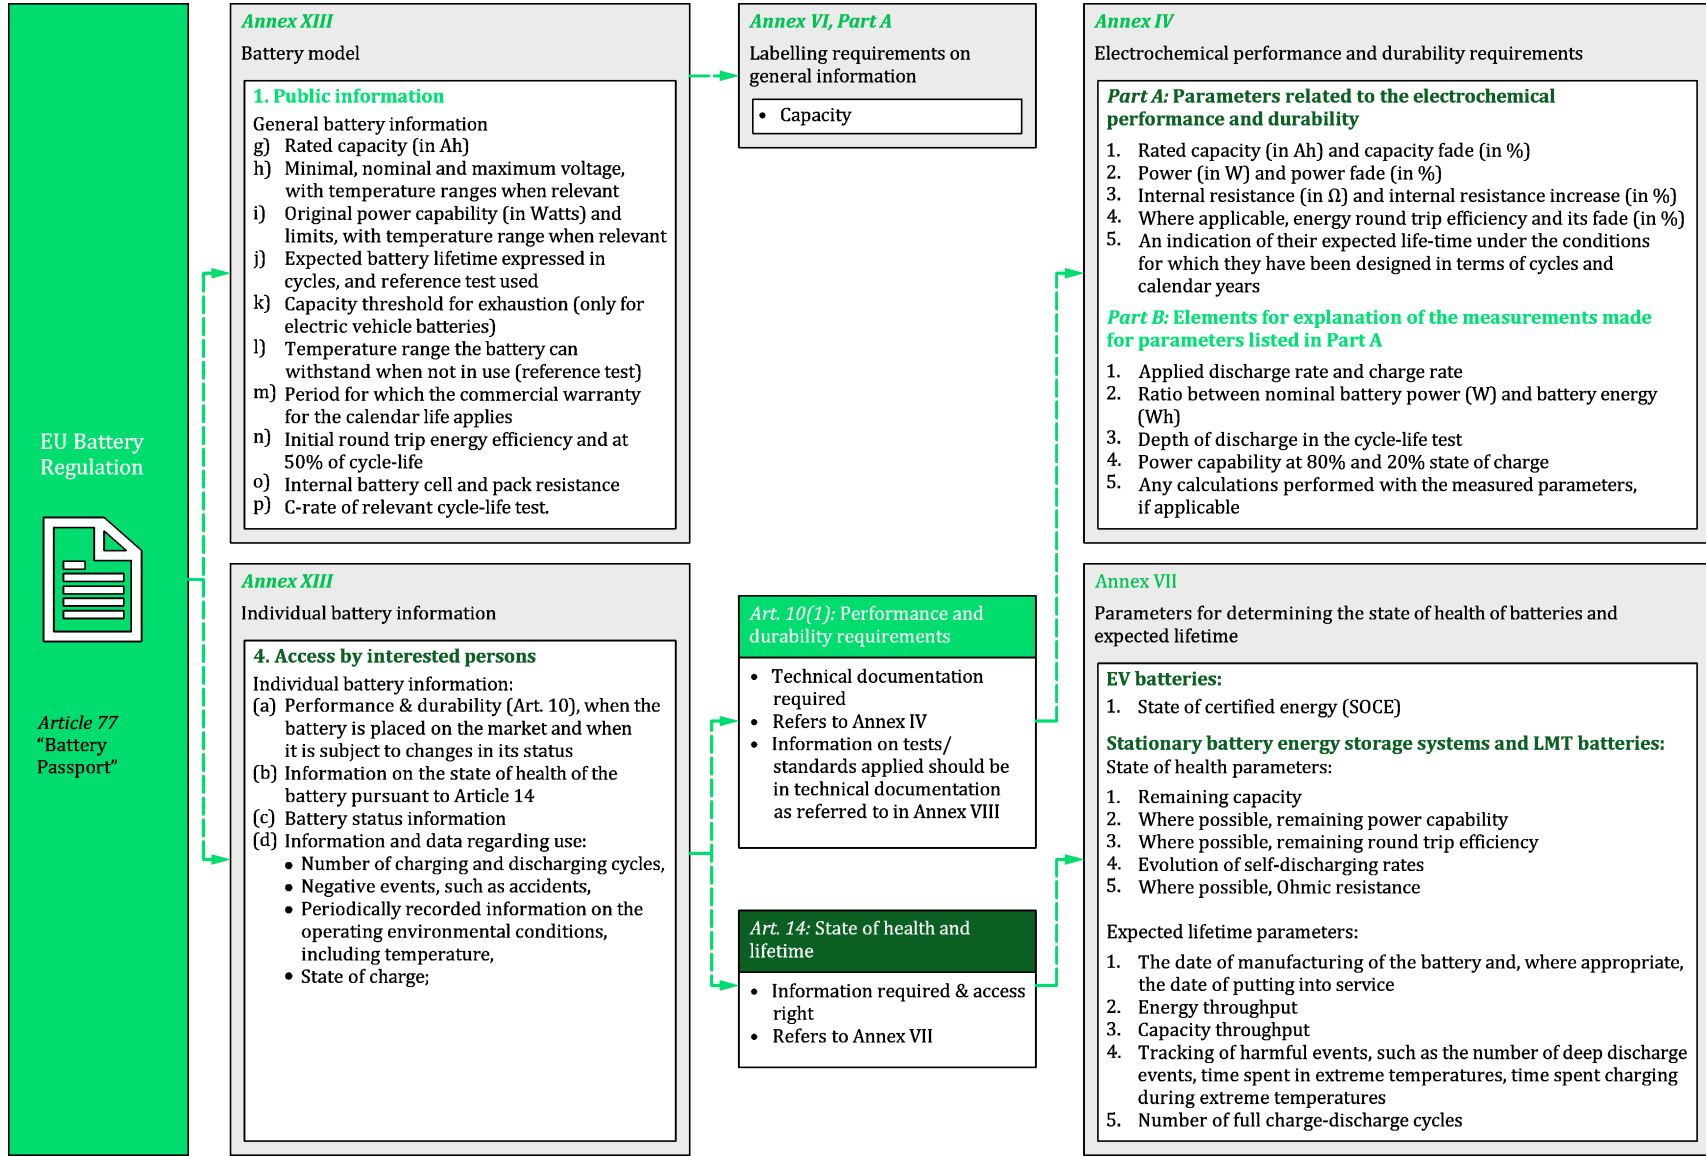 EU Battery
Regulation
Article 77
"Battery
Passport"
Annex XIII
Battery model
1. Public information
General battery information
g) Rated capacity (in Ah)
h) Minimal, nominal and maximum voltage,
with temperature ranges when relevant
i) Original power capability (in Watts) and
limits, with temperature range when relevant
j) Expected battery lifetime expressed in
cycles, and reference test used
k) Capacity threshold for exhaustion (only for
electric vehicle batteries)
l) Temperature range the battery can
withstand when not in use (reference test)
m) Period for which the commercial warranty
for the calendar life applies
n) Initial round trip energy efficiency and at
50% of cycle-life
o) Internal battery cell and pack resistance
p) C-rate of relevant cycle-life test.
Annex VI, Part A
Labelling requirements on
general information
• Capacity
Annex IV
Electrochemical performance and durability requirements
Part A: Parameters related to the electrochemical
performance and durability
1. Rated capacity (in Ah) and capacity fade (in %)
2. Power (in W) and power fade (in %)
3. Internal resistance (in Ω) and internal resistance increase (in %)
4. Where applicable, energy round trip efficiency and its fade (in %)
5. An indication of their expected life-time under the conditions
for which they have been designed in terms of cycles and
calendar years
Part B: Elements for explanation of the measurements made
for parameters listed in Part A
1. Applied discharge rate and charge rate
2. Ratio between nominal battery power (W) and battery energy
(Wh)
3. Depth of discharge in the cycle-life test
4. Power capability at 80% and 20% state of charge
5. Any calculations performed with the measured parameters,
if applicable
Annex XIII
Individual battery information
4. Access by interested persons
Individual battery information:
(a) Performance & durability (Art. 10), when the
battery is placed on the market and when
it is subject to changes in its status
(b) Information on the state of health of the
battery pursuant to Article 14
(c) Battery status information
(d) Information and data regarding use:
• Number of charging and discharging cycles,
• Negative events, such as accidents,
• Periodically recorded information on the
operating environmental conditions,
including temperature,
• State of charge;
Art. 10(1): Performance and
durability requirements
• Technical documentation
required
• Refers to Annex IV
• Information on tests/
standards applied should be
in technical documentation
as referred to in Annex VIII
Art. 14: State of health and
lifetime
• Information required & access
right
• Refers to Annex VII
Annex VII
Parameters for determining the state of health of batteries and
expected lifetime
EV batteries:
1. State of certified energy (SOCE)
Stationary battery energy storage systems and LMT batteries:
State of health parameters:
1. Remaining capacity
2. Where possible, remaining power capability
3. Where possible, remaining round trip efficiency
4. Evolution of self-discharging rates
5. Where possible, Ohmic resistance
Expected lifetime parameters:
1. The date of manufacturing of the battery and, where appropriate,
the date of putting into service
2. Energy throughput
3. Capacity throughput
4. Tracking of harmful events, such as the number of deep discharge
events, time spent in extreme temperatures, time spent charging
during extreme temperatures
5. Number of full charge-discharge cycles